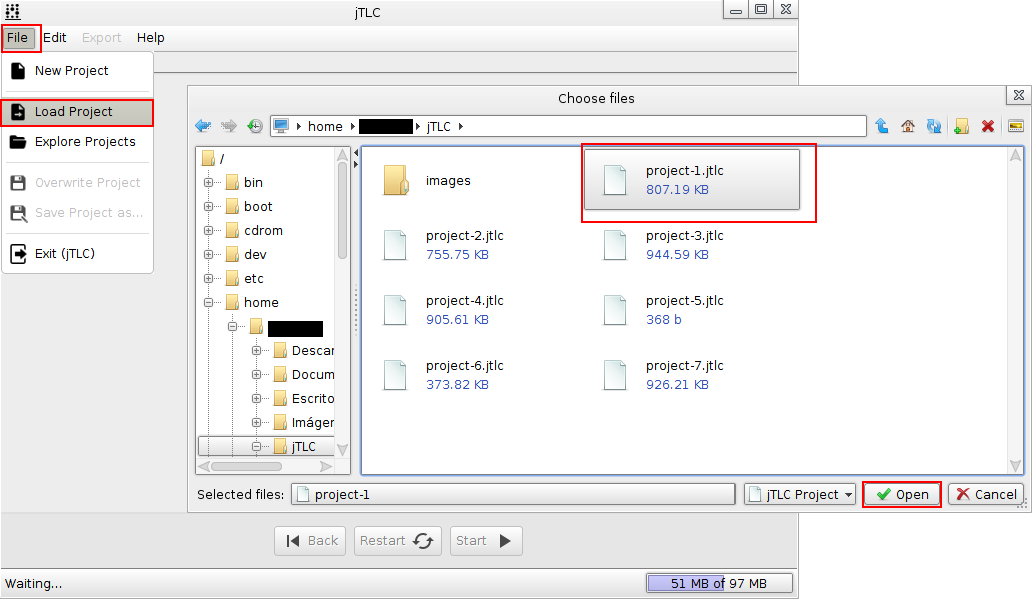 jTLC
File Edit Export Help
New Project
Load Project
Explore Projects
Overwrite Project
Save Project as...
Exit (jTLC)
Choose files
home jTLC
/
bin
boot
cdrom
dev
etc
home
Descar
Docum
Escrito
Imáger
jTLC
images
project-1.jtlc
807.19 KB
project-2.jtlc
755.75 KB
project-3.jtlc
944.59 KB
project-4.jtlc
905.61 KB
project-5.jtlc
368 b
project-6.jtlc
373.82 KB
project-7.jtlc
926.21 KB
Selected files: project-1 jTLC Project Open Cancel
Back Restart Start
Waiting... 51 MB of 97 MB